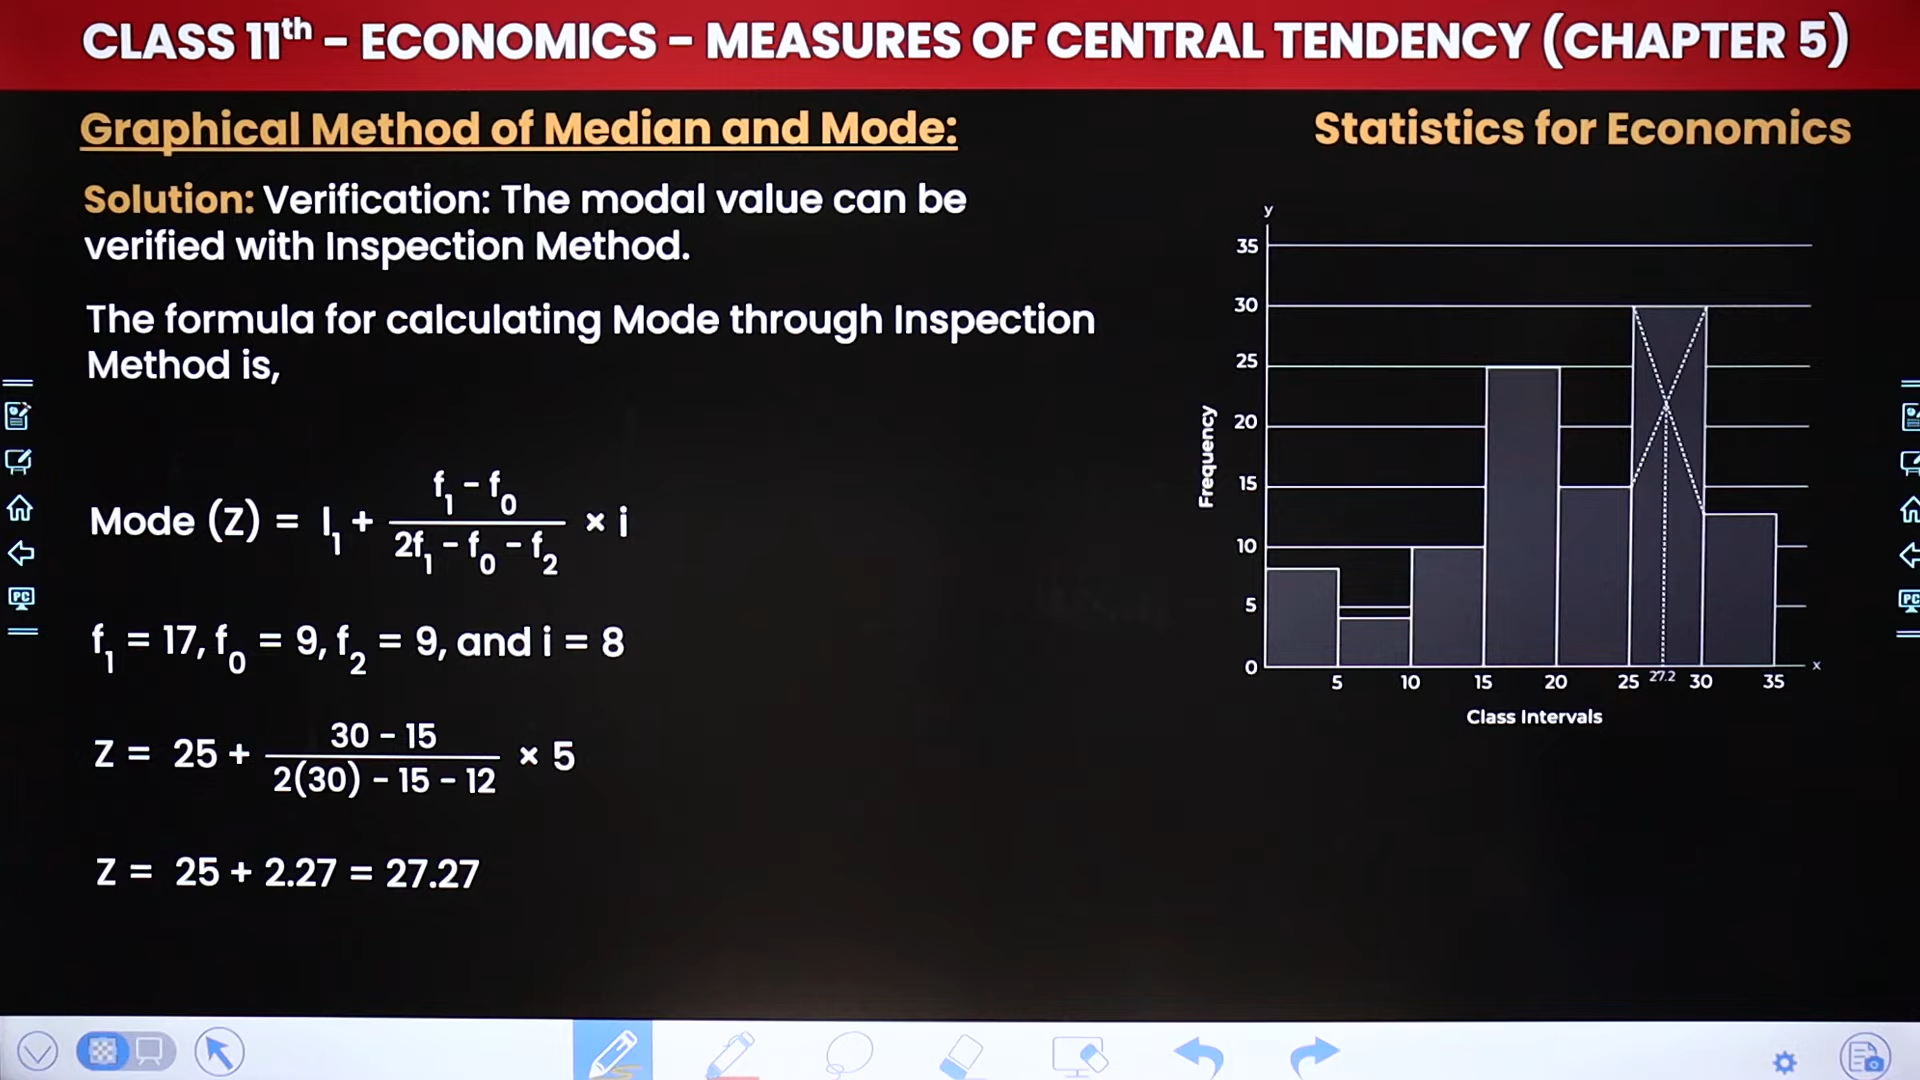 CLASS 11th - ECONOMICS - MEASURES OF CENTRAL TENDENCY (CHAPTER 5)
Graphical Method of Median and Mode:
Statistics for Economics
Solution: Verification: The modal value can be
verified with Inspection Method.
The formula for calculating Mode through Inspection
Method is,
Mode (Z) = l₁ + (f₁ - f₀) / (2f₁ - f₀ - f₂) × i
f₁ = 17, f₀ = 9, f₂ = 9, and i = 8
Z = 25 + (30 - 15) / (2(30) - 15 - 12) × 5
Z = 25 + 2.27 = 27.27
y
35
30
25
20
15
10
5
0
Frequency
5 10 15 20 25 27.2 30 35 x
Class Intervals
PC
PC